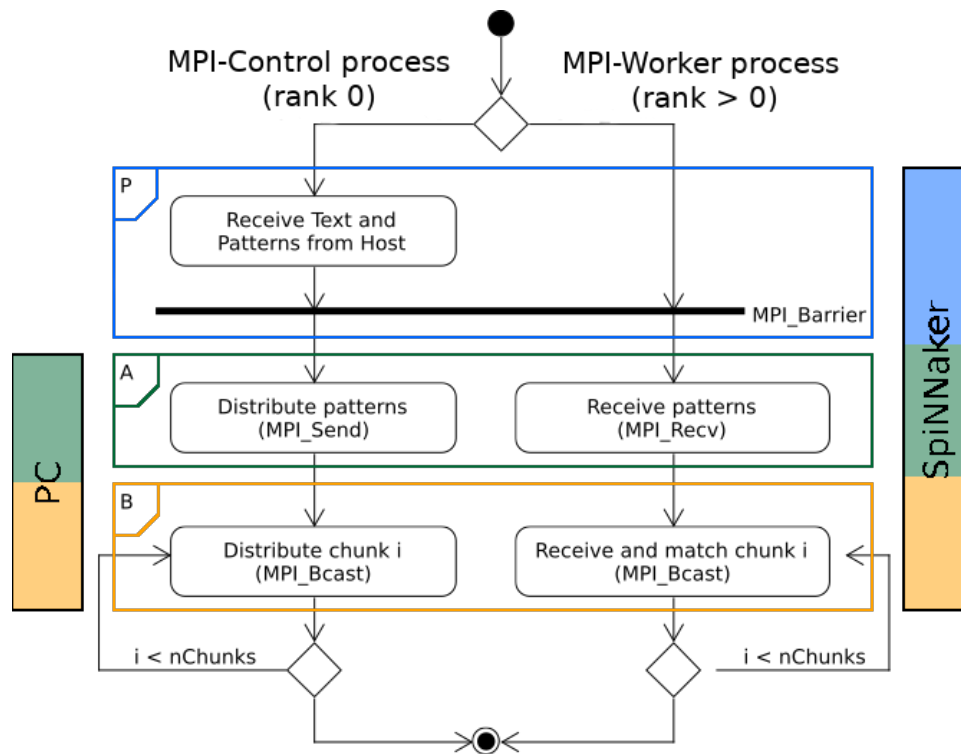 MPI-Control process
(rank 0)
MPI-Worker process
(rank > 0)
P
Receive Text and
Patterns from Host
MPI_Barrier
A
Distribute patterns
(MPI_Send)
Receive patterns
(MPI_Recv)
B
Distribute chunk i
(MPI_Bcast)
Receive and match chunk i
(MPI_Bcast)
i < nChunks
i < nChunks
PC
SpiNNaker